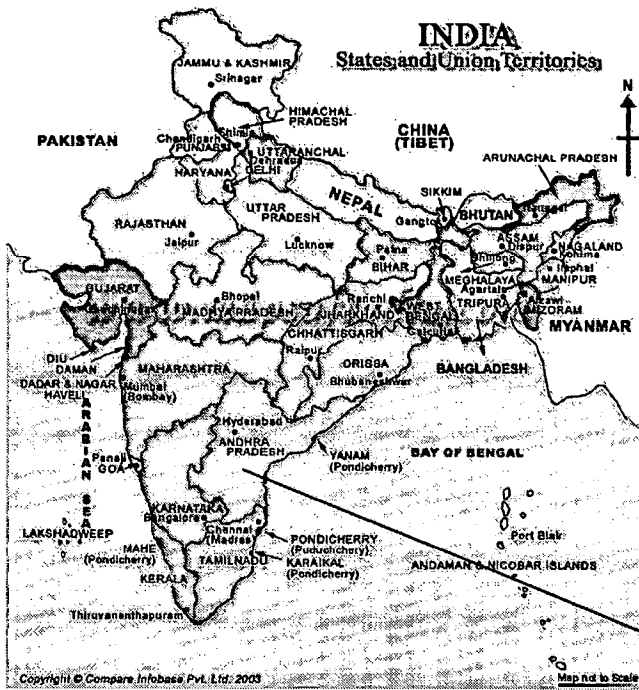 INDIA
States and Union Territories
N
JAMMU & KASHMIR
Srinagar
HIMACHAL
PRADESH
PAKISTAN
CHINA
(TIBET)
Chandigarh
Shimla
PUNJAB
UTTARANCHAL
Dehradun
DELHI
HARYANA
ARUNACHAL PRADESH
NEPAL
SIKKIM
Gangtok
BHUTAN
RAJASTHAN
Jaipur
UTTAR
PRADESH
Lucknow
ASSAM
Dispur
NAGALAND
Kohima
Patna
BIHAR
Shillong
MEGHALAYA
Imphal
MANIPUR
Agartala
TRIPURA
Aizawl
MIZORAM
MYANMAR
GUJARAT
Gandhinagar
Bhopal
MADHYA PRADESH
Ranchi
JHARKHAND
WEST
BENGAL
Calcutta
CHHATTISGARH
Raipur
ORISSA
Bhubaneshwar
BANGLADESH
DIU
DAMAN
DADAR & NAGAR
HAVELI
MAHARASHTRA
Mumbai
(Bombay)
ARABIAN SEA
Hyderabad
ANDHRA
PRADESH
YANAM
(Pondicherry)
BAY OF BENGAL
Panaji
GOA
KARNATAKA
Bangalore
Chennai
(Madras)
PONDICHERRY
(Puduchchery)
KARAIKAL
(Pondicherry)
LAKSHADWEEP
MAHE
(Pondicherry)
TAMILNADU
KERALA
Thiruvananthapuram
Port Blair
ANDAMAN & NICOBAR ISLANDS
Copyright © Compare Infobase Pvt. Ltd. 2003
Map not to Scale